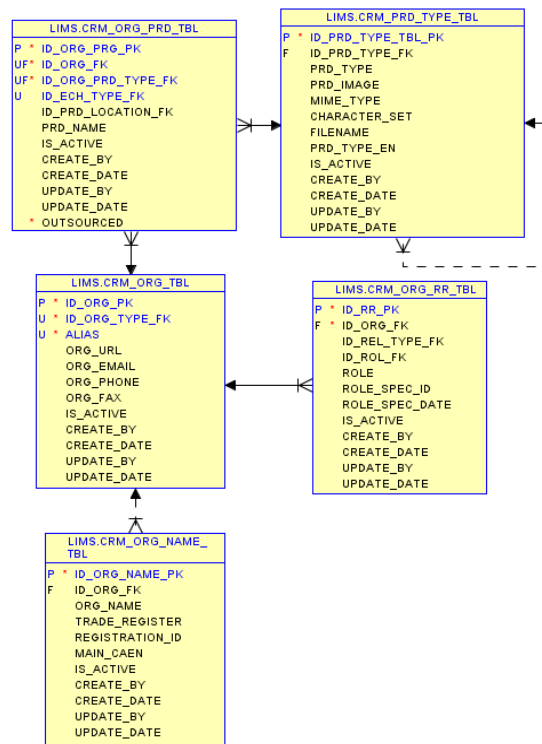 LIMS.CRM_ORG_PRD_TBL
P * ID_ORG_PRG_PK
UF* ID_ORG_FK
UF* ID_ORG_PRD_TYPE_FK
U ID_ECH_TYPE_FK
ID_PRD_LOCATION_FK
PRD_NAME
IS_ACTIVE
CREATE_BY
CREATE_DATE
UPDATE_BY
UPDATE_DATE
* OUTSOURCED
LIMS.CRM_PRD_TYPE_TBL
P * ID_PRD_TYPE_TBL_PK
F ID_PRD_TYPE_FK
PRD_TYPE
PRD_IMAGE
MIME_TYPE
CHARACTER_SET
FILENAME
PRD_TYPE_EN
IS_ACTIVE
CREATE_BY
CREATE_DATE
UPDATE_BY
UPDATE_DATE
LIMS.CRM_ORG_TBL
P * ID_ORG_PK
U * ID_ORG_TYPE_FK
U * ALIAS
ORG_URL
ORG_EMAIL
ORG_PHONE
ORG_FAX
IS_ACTIVE
CREATE_BY
CREATE_DATE
UPDATE_BY
UPDATE_DATE
LIMS.CRM_ORG_RR_TBL
P * ID_RR_PK
F * ID_ORG_FK
ID_REL_TYPE_FK
ID_ROL_FK
ROLE
ROLE_SPEC_ID
ROLE_SPEC_DATE
IS_ACTIVE
CREATE_BY
CREATE_DATE
UPDATE_BY
UPDATE_DATE
LIMS.CRM_ORG_NAME_
TBL
P * ID_ORG_NAME_PK
F ID_ORG_FK
ORG_NAME
TRADE_REGISTER
REGISTRATION_ID
MAIN_CAEN
IS_ACTIVE
CREATE_BY
CREATE_DATE
UPDATE_BY
UPDATE_DATE